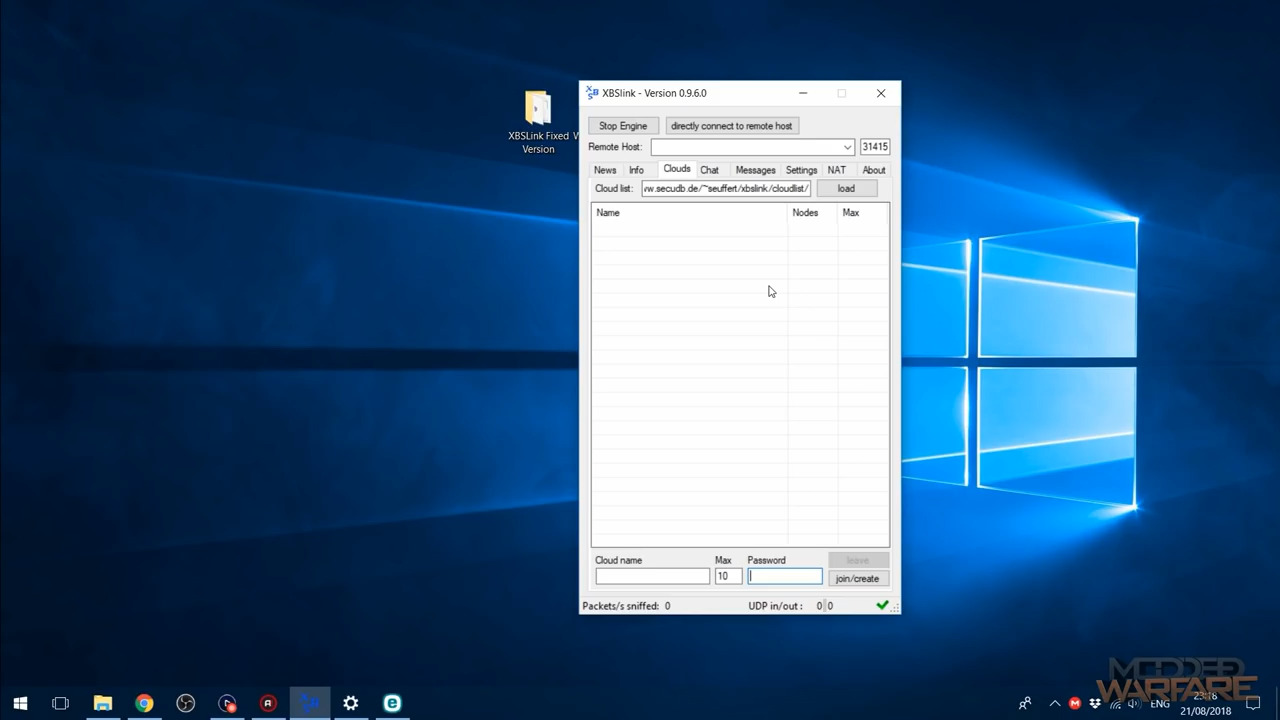 XBSlink - Version 0.9.6.0
Stop Engine
directly connect to remote host
Remote Host:
31415
News
Info
Clouds
Chat
Messages
Settings
NAT
About
Cloud list:
w.secudb.de/~seuffert/xbslink/cloudlist/
load
Name
Nodes
Max
Cloud name
Max
Password
leave
10
join/create
Packets/s sniffed: 0
UDP in/out : 0 0
XBSLink Fixed
Version
MODDER
WARFARE
ENG
23:18
21/08/2018